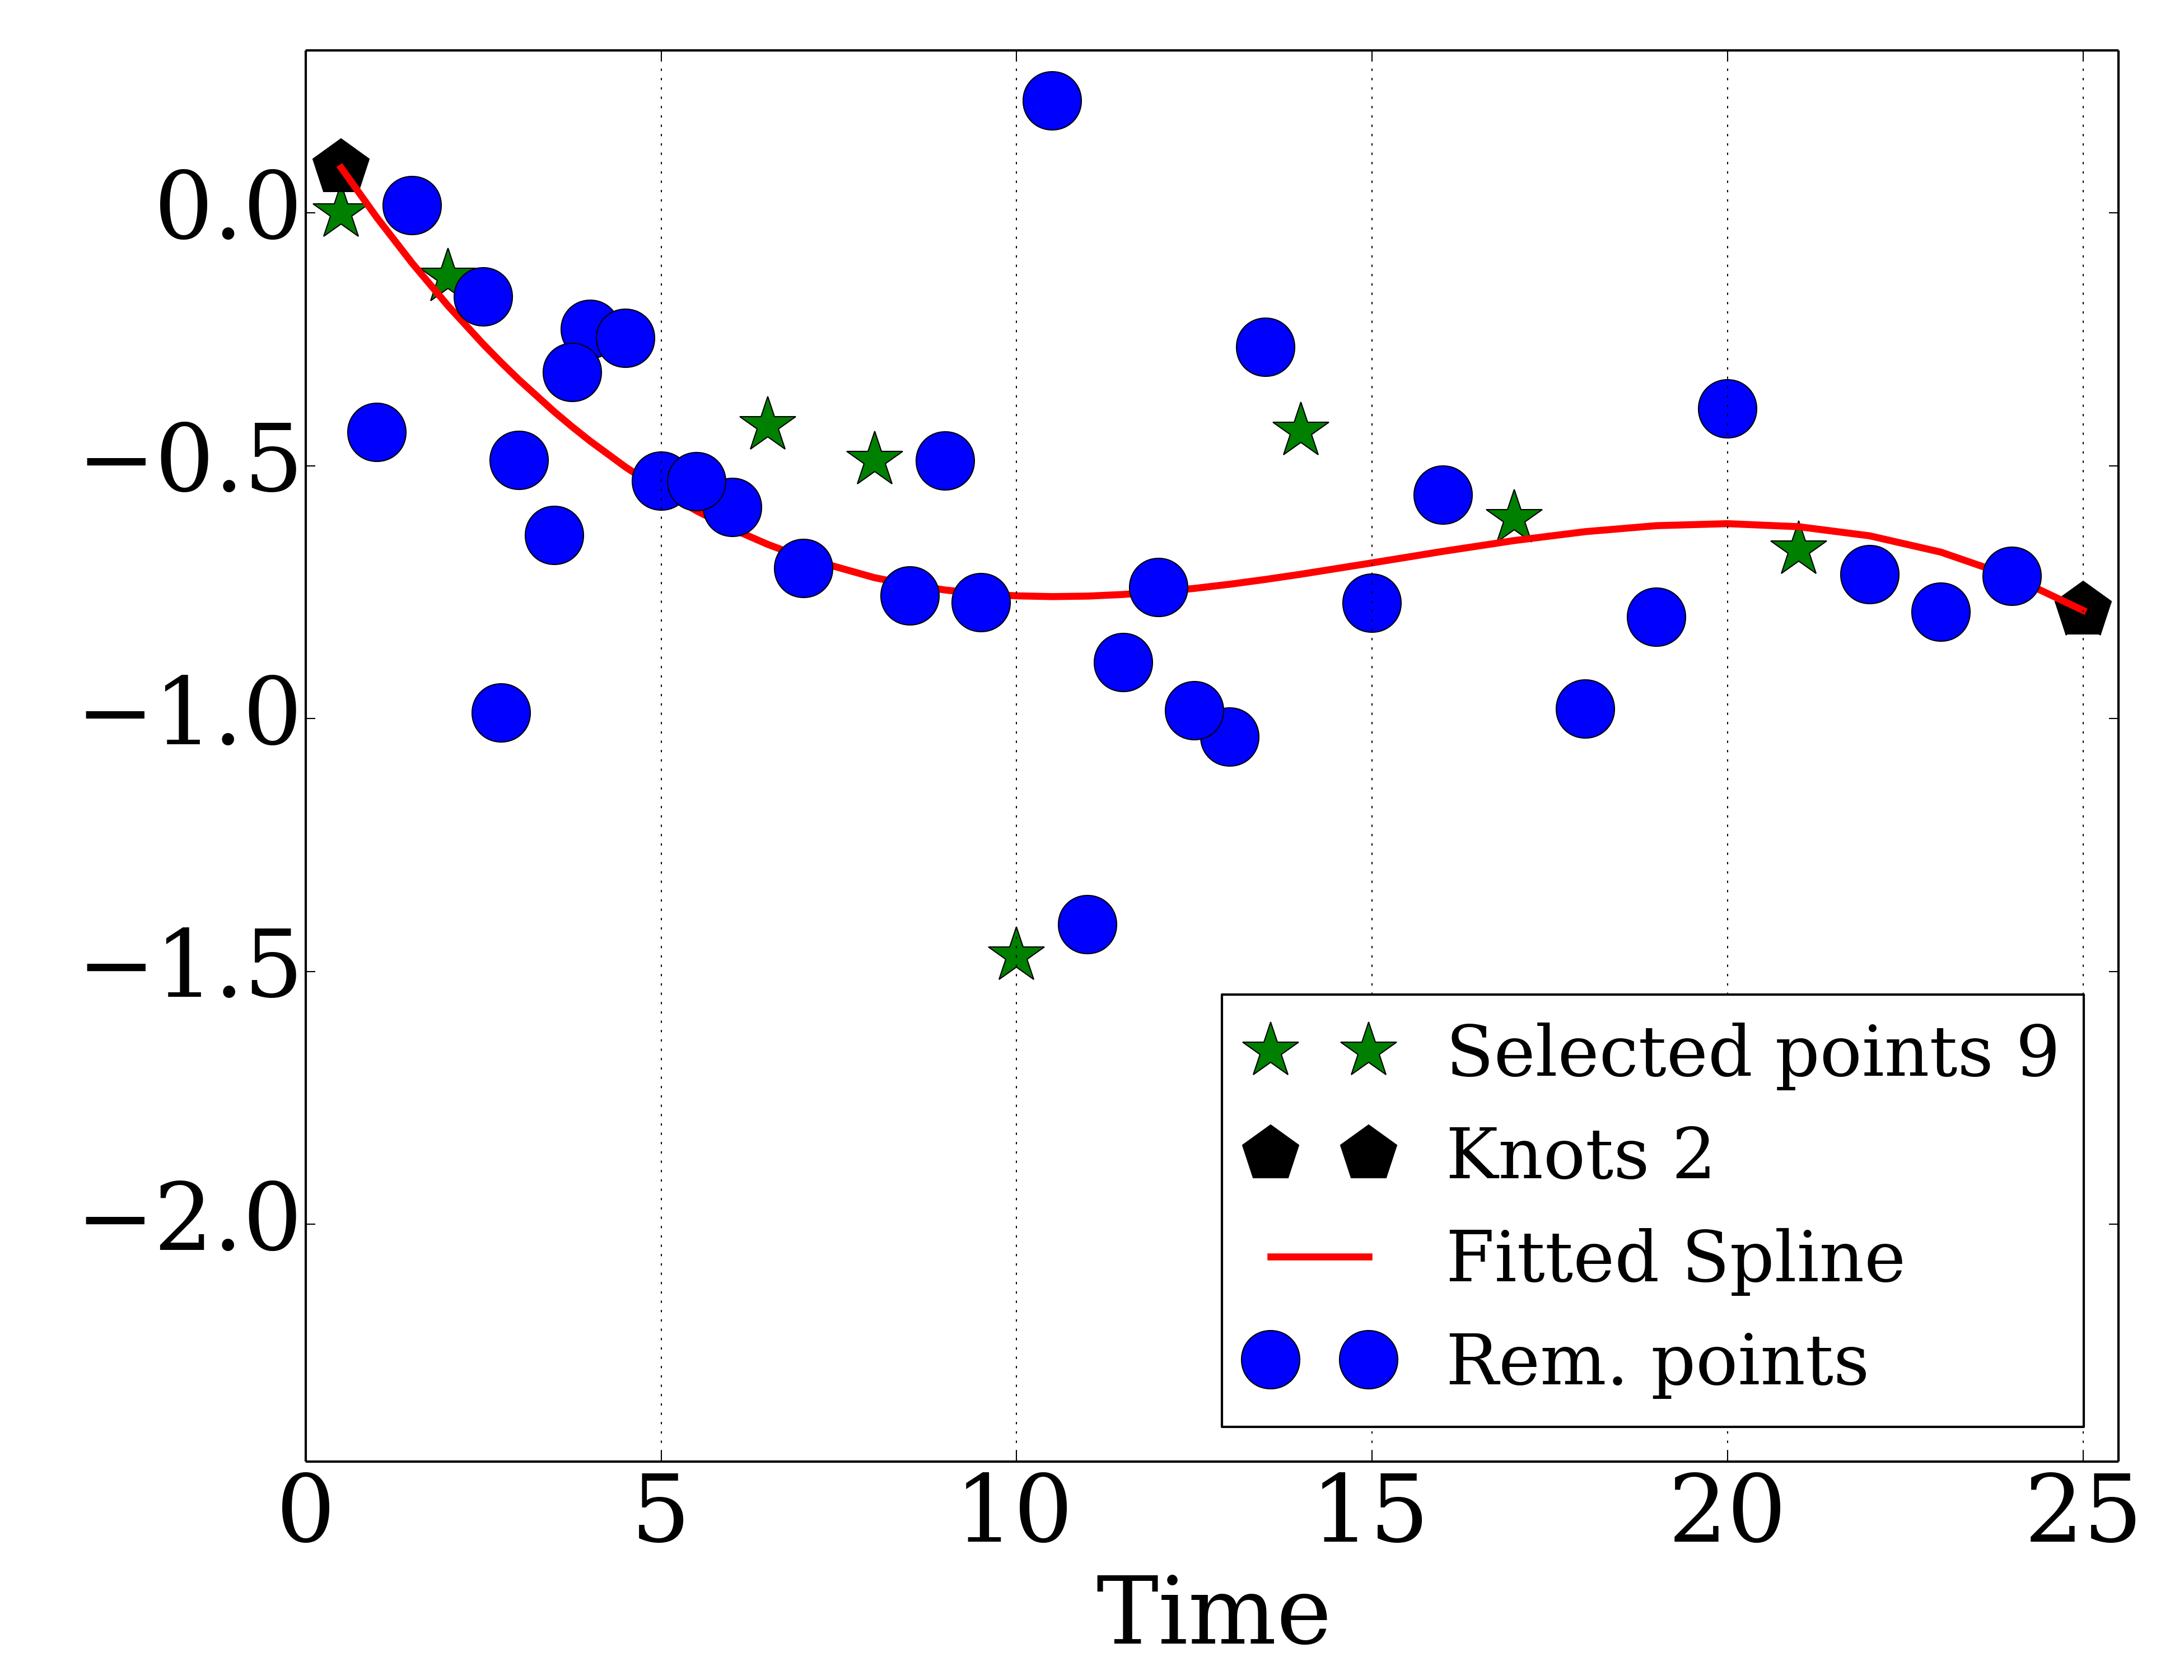 0.0
−0.5
−1.0
−1.5
−2.0
Selected points 9
Knots 2
Fitted Spline
Rem. points
0 5 10 15 20 25
Time